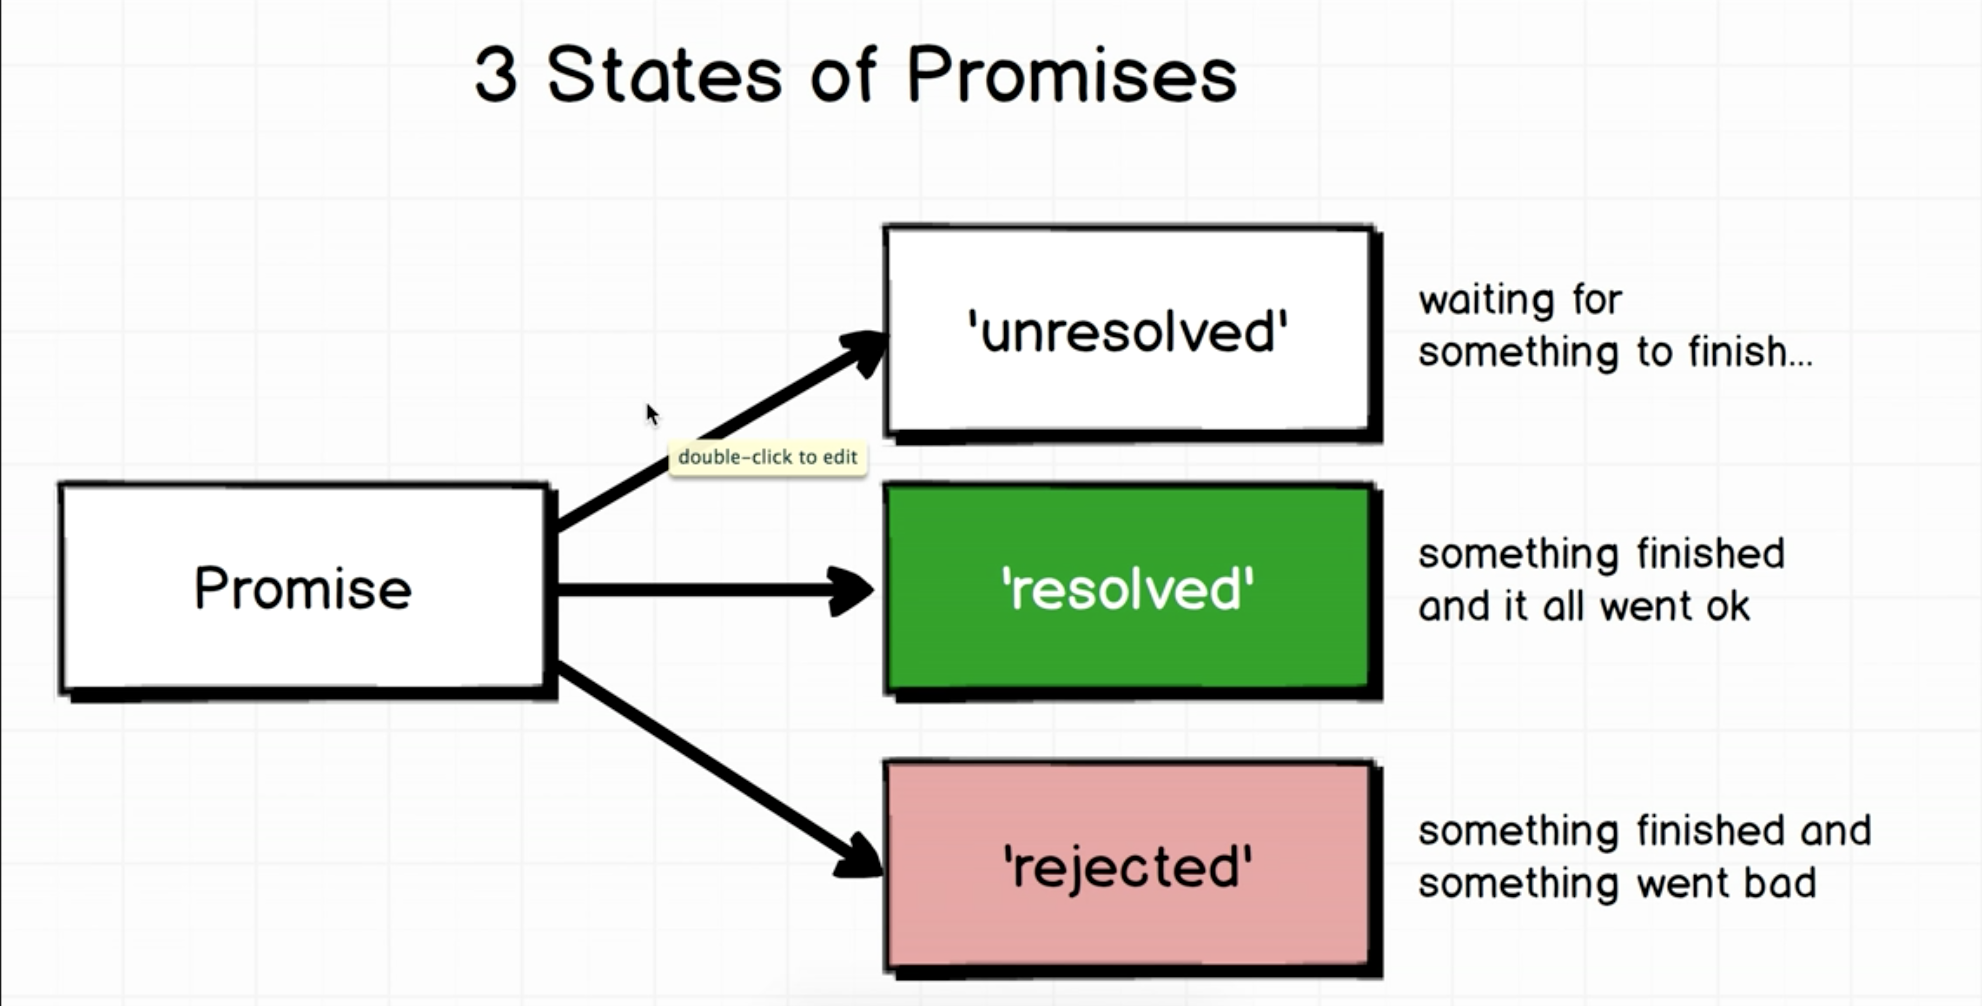 3 States of Promises
'unresolved'
waiting for
something to finish...
double-click to edit
Promise
'resolved'
something finished
and it all went ok
'rejected'
something finished and
something went bad